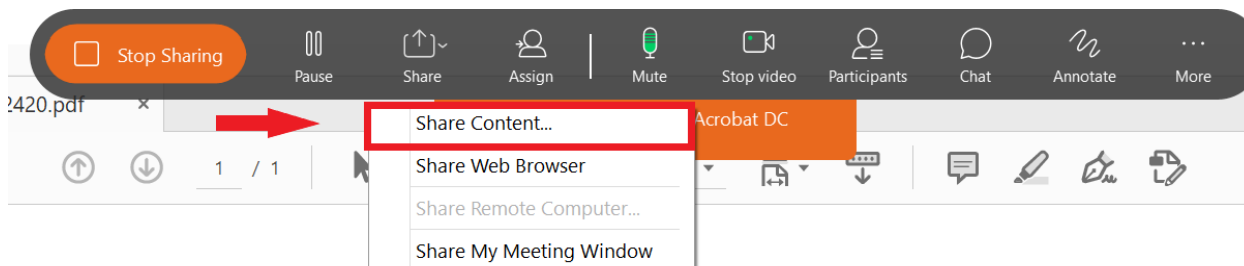 Stop Sharing
Pause
Share
Assign
Mute
Stop video
Participants
Chat
Annotate
More
2420.pdf
Acrobat DC
Share Content...
1 / 1
Share Web Browser
Share Remote Computer...
Share My Meeting Window